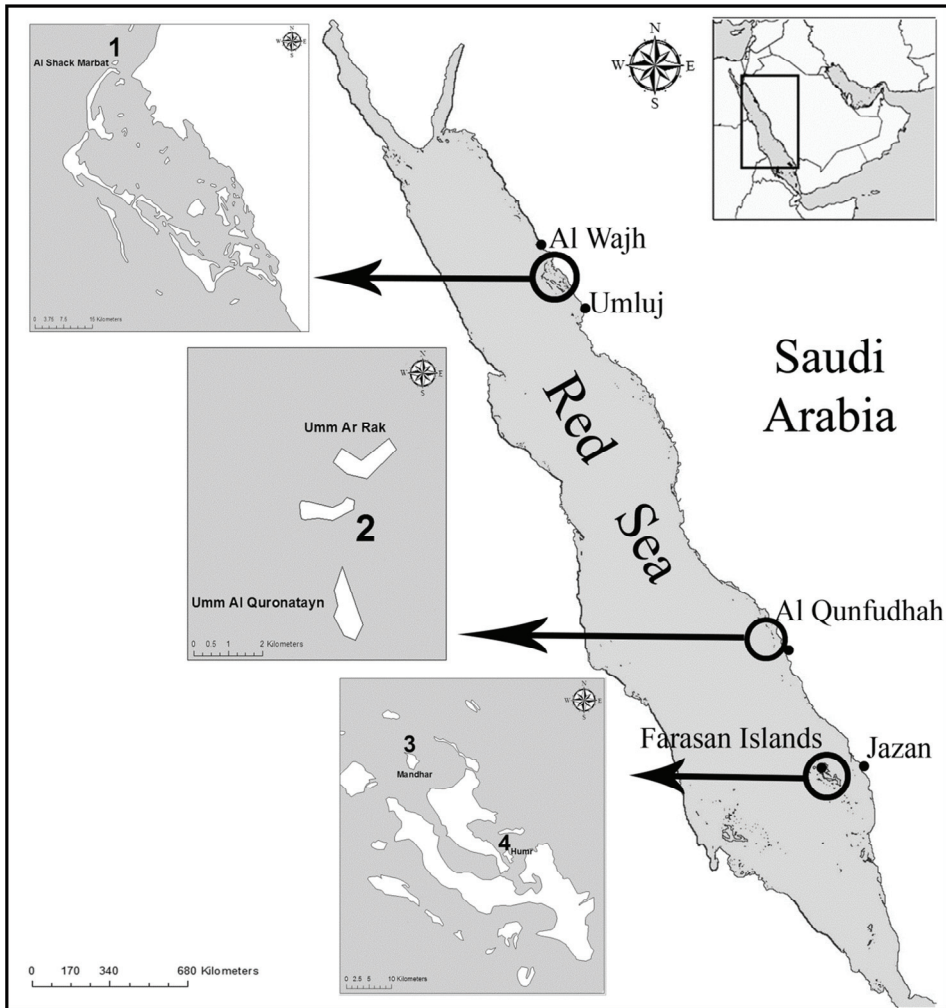 1
Al Shack Marbat
N
W E
S
0 3.75 7.5 15 Kilometers
N
W E
S
Al Wajh
Umluj
Saudi
Arabia
Red
Sea
N
W E
S
Umm Ar Rak
2
Umm Al Quronatayn
0 0.5 1 2 Kilometers
Al Qunfudhah
N
W E
S
3
Mandhar
4
Humr
0 2.5 5 10 Kilometers
Farasan Islands
Jazan
0 170 340 680 Kilometers